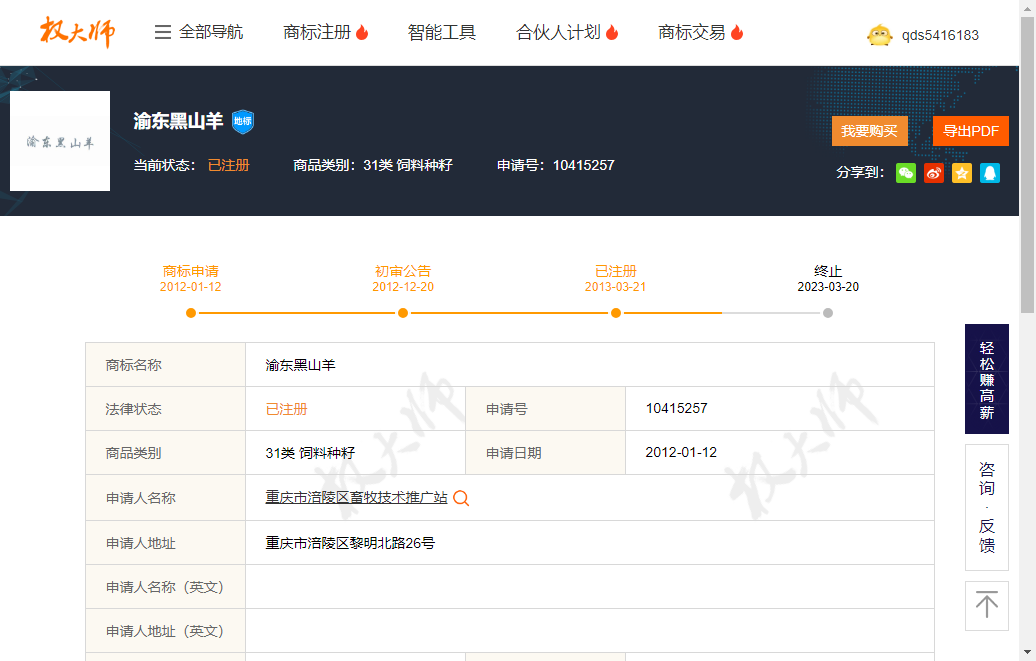 权大师
全部导航
商标注册
智能工具
合伙人计划
商标交易
qds5416183
渝东黑山羊
渝东黑山羊 地标
当前状态： 已注册 商品类别：31类 饲料种籽 申请号：10415257
我要购买
导出PDF
分享到：
商标申请
2012-01-12
初审公告
2012-12-20
已注册
2013-03-21
终止
2023-03-20
商标名称 渝东黑山羊
法律状态 已注册 申请号 10415257
商品类别 31类 饲料种籽 申请日期 2012-01-12
申请人名称 重庆市涪陵区畜牧技术推广站
申请人地址 重庆市涪陵区黎明北路26号
申请人名称（英文）
申请人地址（英文）
权大师
权大师
轻松赚高薪
咨询·反馈